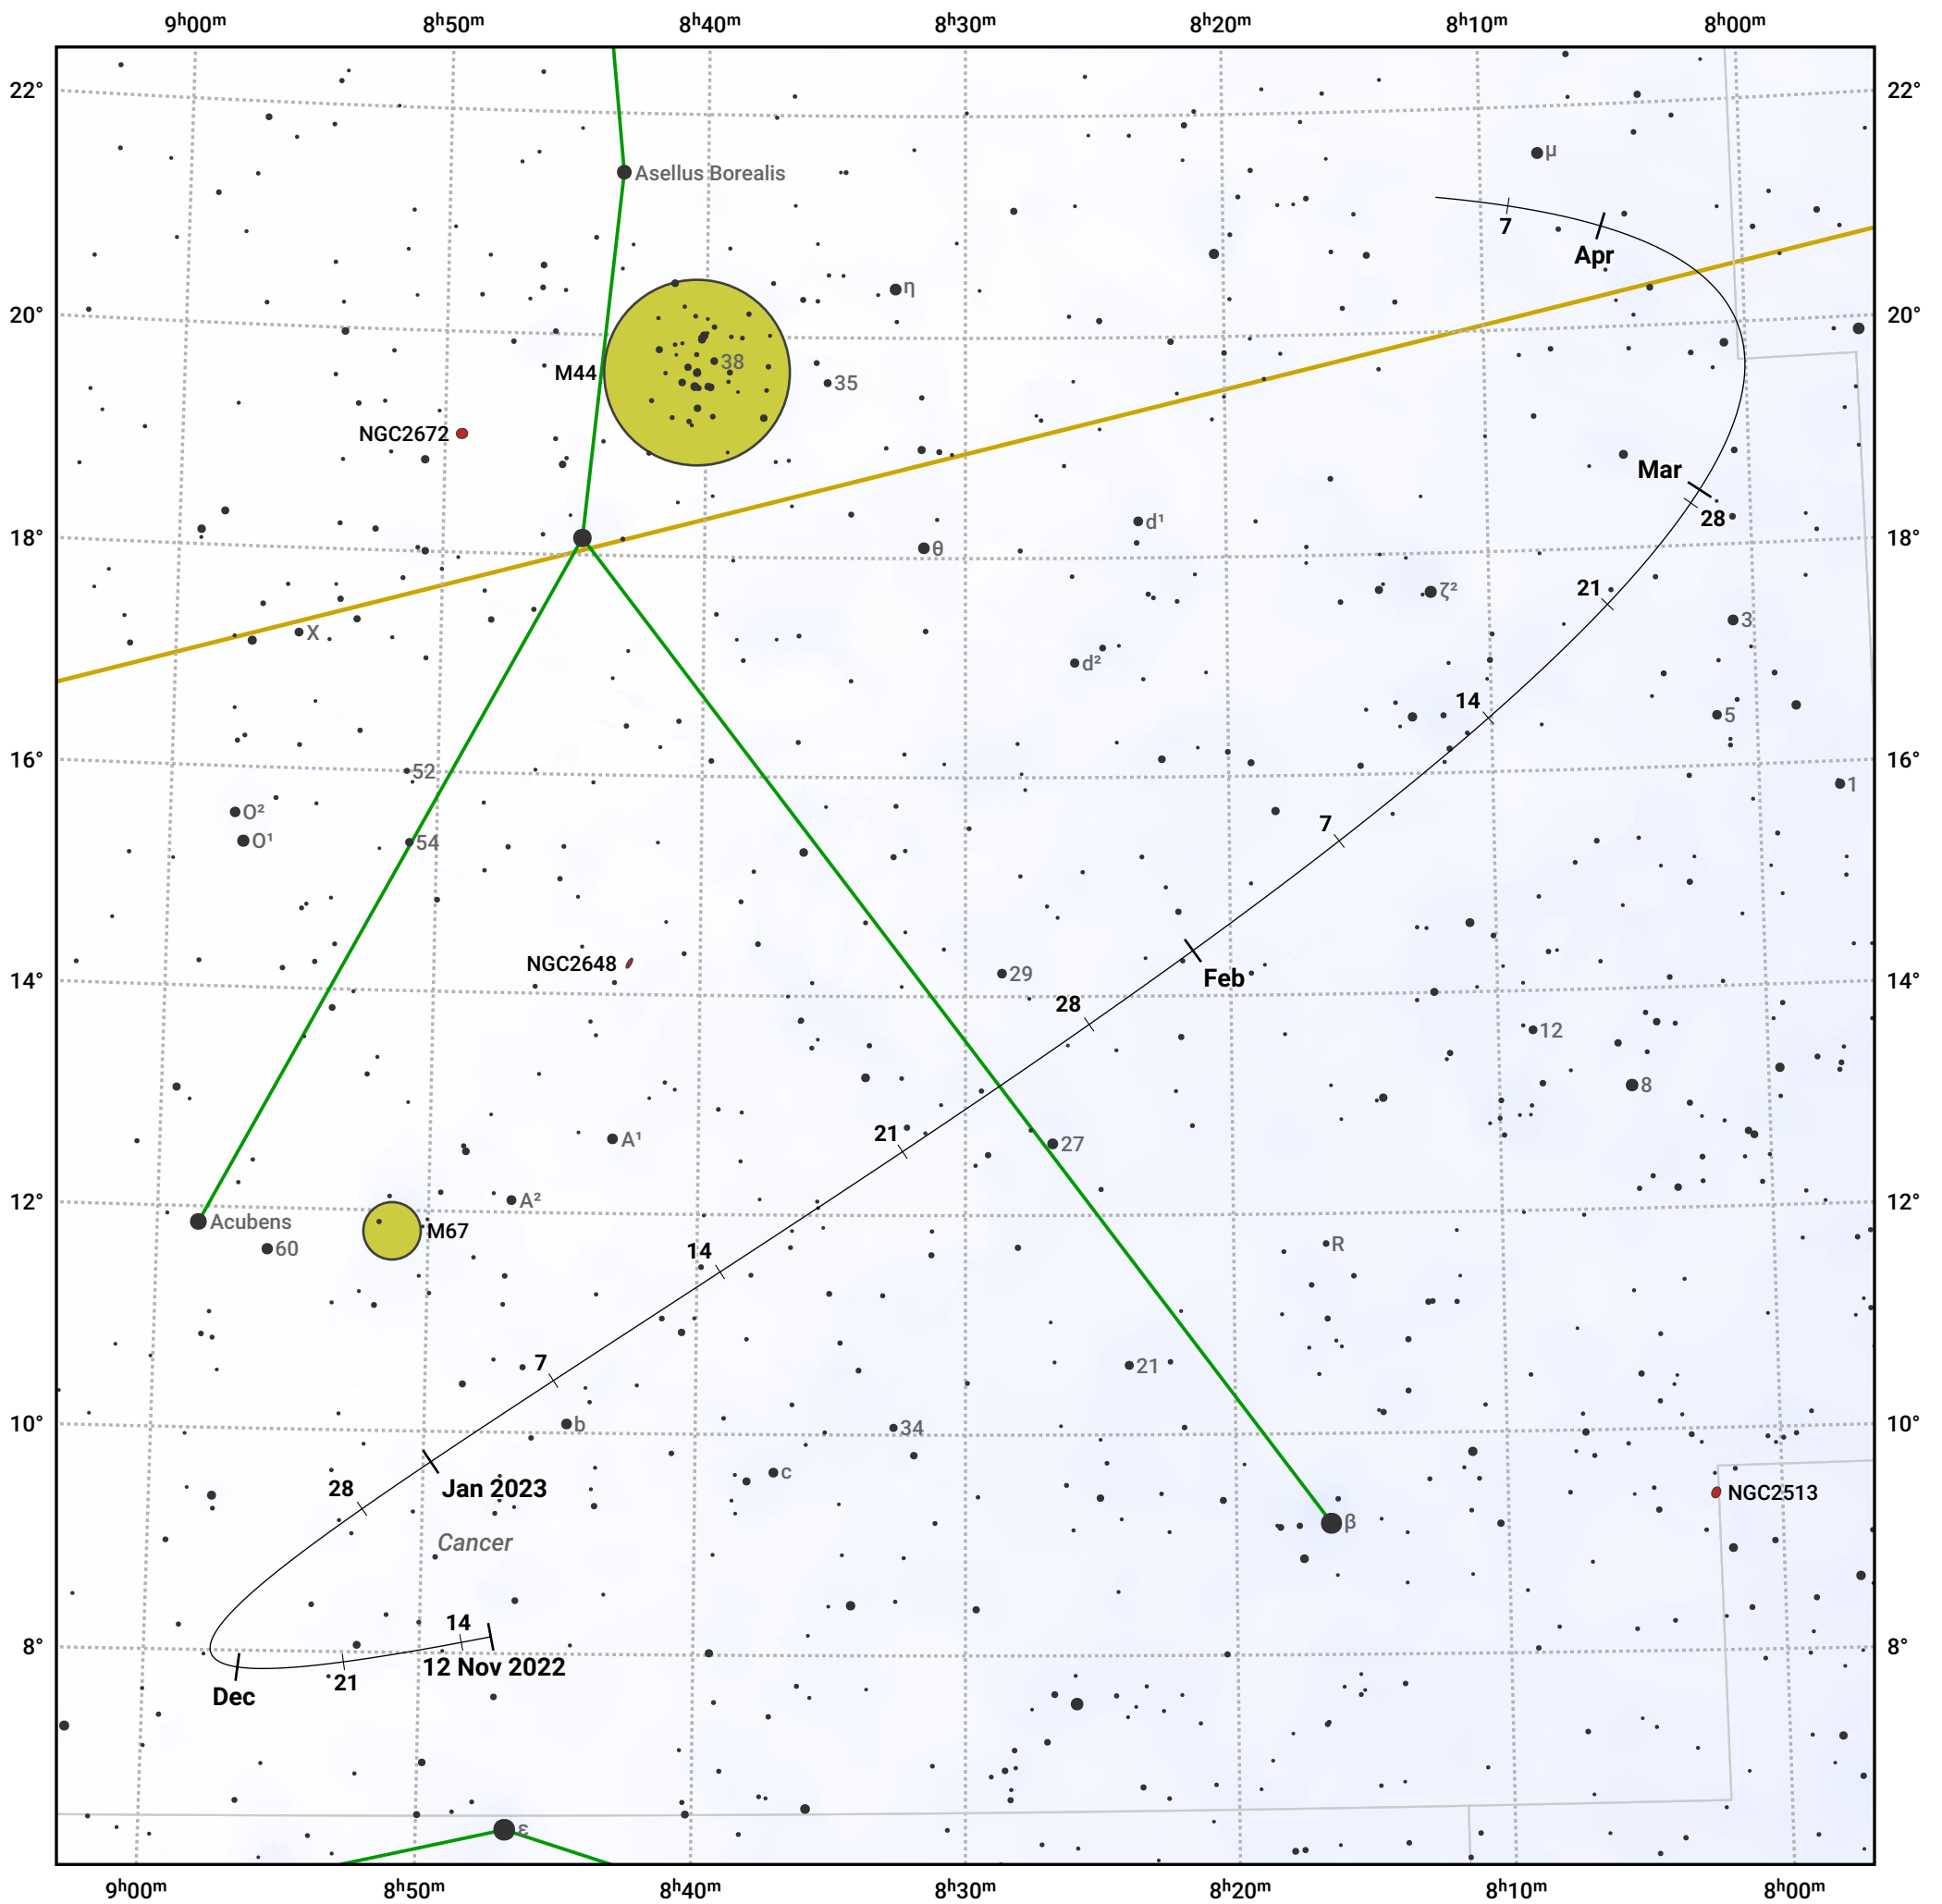 9ʰ00ᵐ 8ʰ50ᵐ 8ʰ40ᵐ 8ʰ30ᵐ 8ʰ20ᵐ 8ʰ10ᵐ 8ʰ00ᵐ
22° 22°
μ
Asellus Borealis
7
Apr
η
20° 20°
38
M44
35
NGC2672
Mar
28
d¹
18° 18°
θ
21
ζ²
3
X
d²
14
5
52
16° 16°
1
O²
7
O¹
54
NGC2648
29
Feb
14° 14°
28
12
8
21
A¹
27
A²
12° 12°
Acubens
M67
R
60
14
7
21
b
10° 10°
34
c
28
Jan 2023
NGC2513
β
Cancer
14
8° 8°
12 Nov 2022
21
Dec
ε
9ʰ00ᵐ 8ʰ50ᵐ 8ʰ40ᵐ 8ʰ30ᵐ 8ʰ20ᵐ 8ʰ10ᵐ 8ʰ00ᵐ